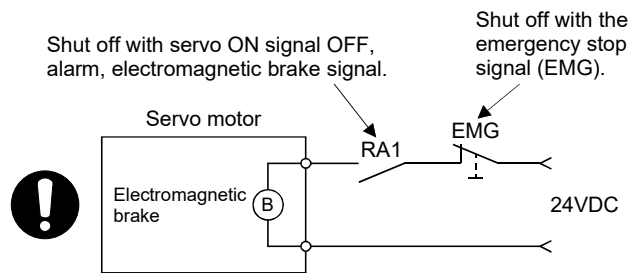 Shut off with the
emergency stop
signal (EMG).
Shut off with servo ON signal OFF,
alarm, electromagnetic brake signal.
Servo motor
EMG
RA1
Electromagnetic
brake
B
24VDC